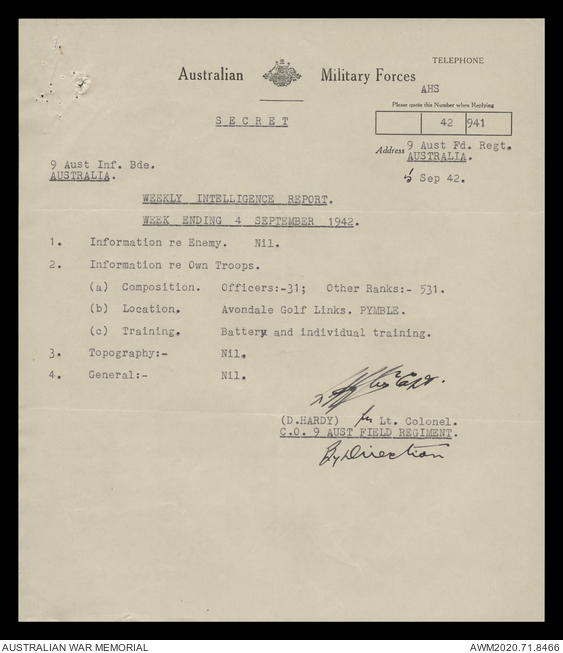 TELEPHONE
Australian Military Forces
AHS
Please quote this Number when Replying
SECRET
42 941
Address 9 Aust Fd. Regt.
AUSTRALIA.
9 Aust Inf. Bde.
AUSTRALIA.
5 Sep 42.
WEEKLY INTELLIGENCE REPORT.
WEEK ENDING 4 SEPTEMBER 1942.
1. Information re Enemy. Nil.
2. Information re Own Troops.
(a) Composition. Officers:-31; Other Ranks:- 531.
(b) Location. Avondale Golf Links. PYMBLE.
(c) Training. Battery and individual training.
3. Topography:- Nil.
4. General:- Nil.
Capt.
(D.HARDY) for Lt. Colonel.
C.O. 9 AUST FIELD REGIMENT.
By Direction
AUSTRALIAN WAR MEMORIAL
AWM2020.71.8466